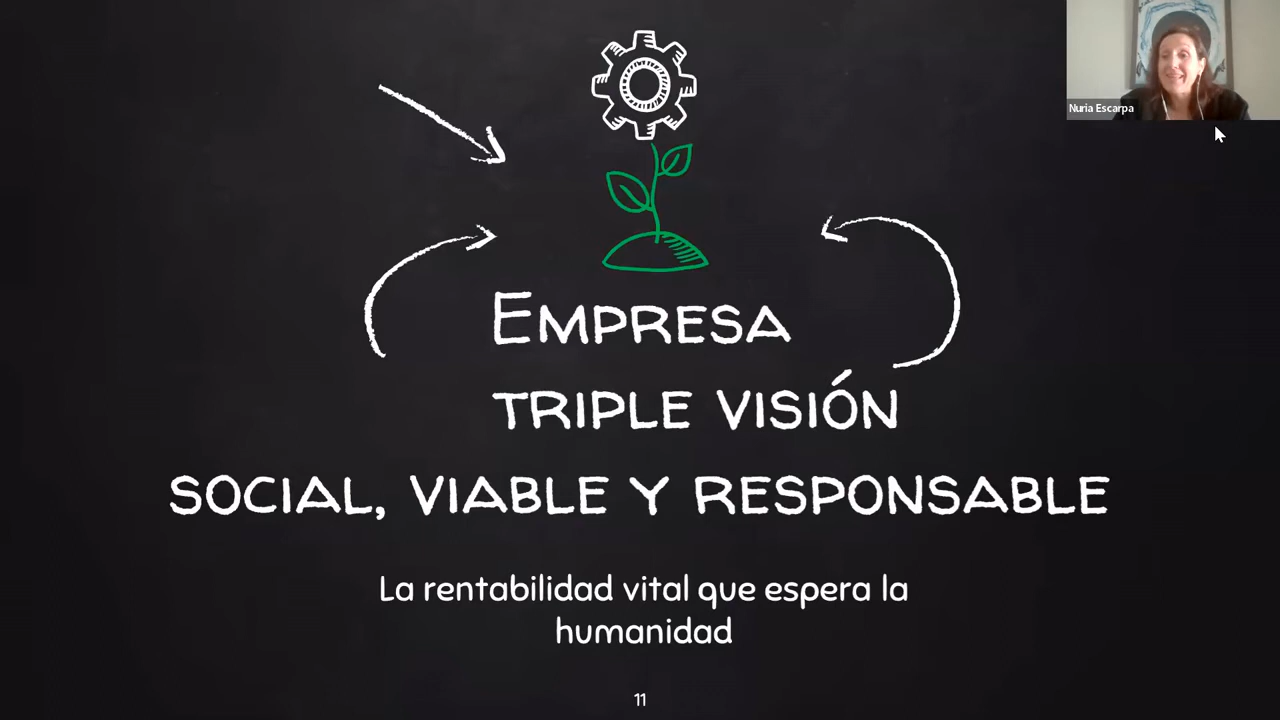 Nuria Escarpa
Empresa
triple visión
social, viable y responsable
La rentabilidad vital que espera la
humanidad
11